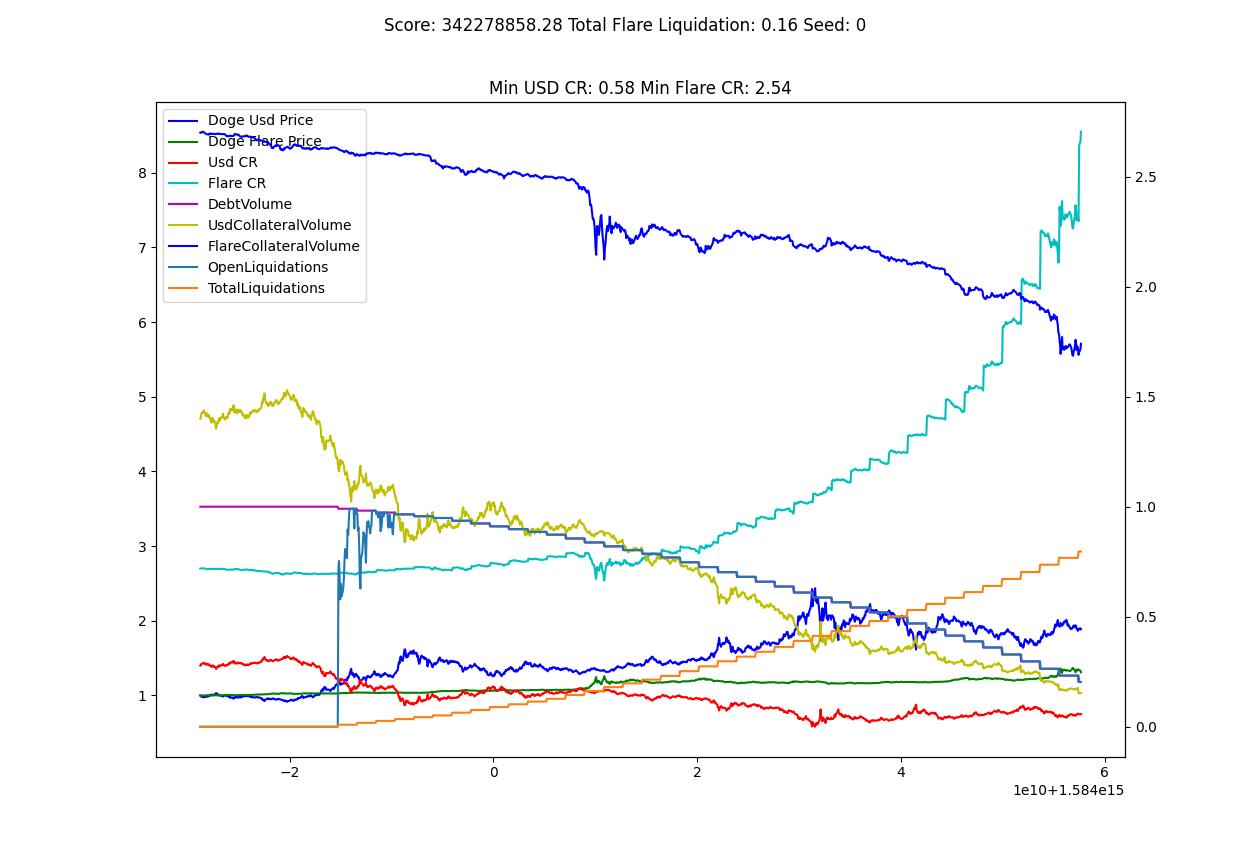 Score: 342278858.28 Total Flare Liquidation: 0.16 Seed: 0
Min USD CR: 0.58 Min Flare CR: 2.54
Doge Usd Price
Doge Flare Price
Usd CR
Flare CR
DebtVolume
UsdCollateralVolume
FlareCollateralVolume
OpenLiquidations
TotalLiquidations
8
7
6
5
4
3
2
1
2.5
2.0
1.5
1.0
0.5
0.0
−2
0
2
4
6
1e10+1.584e15